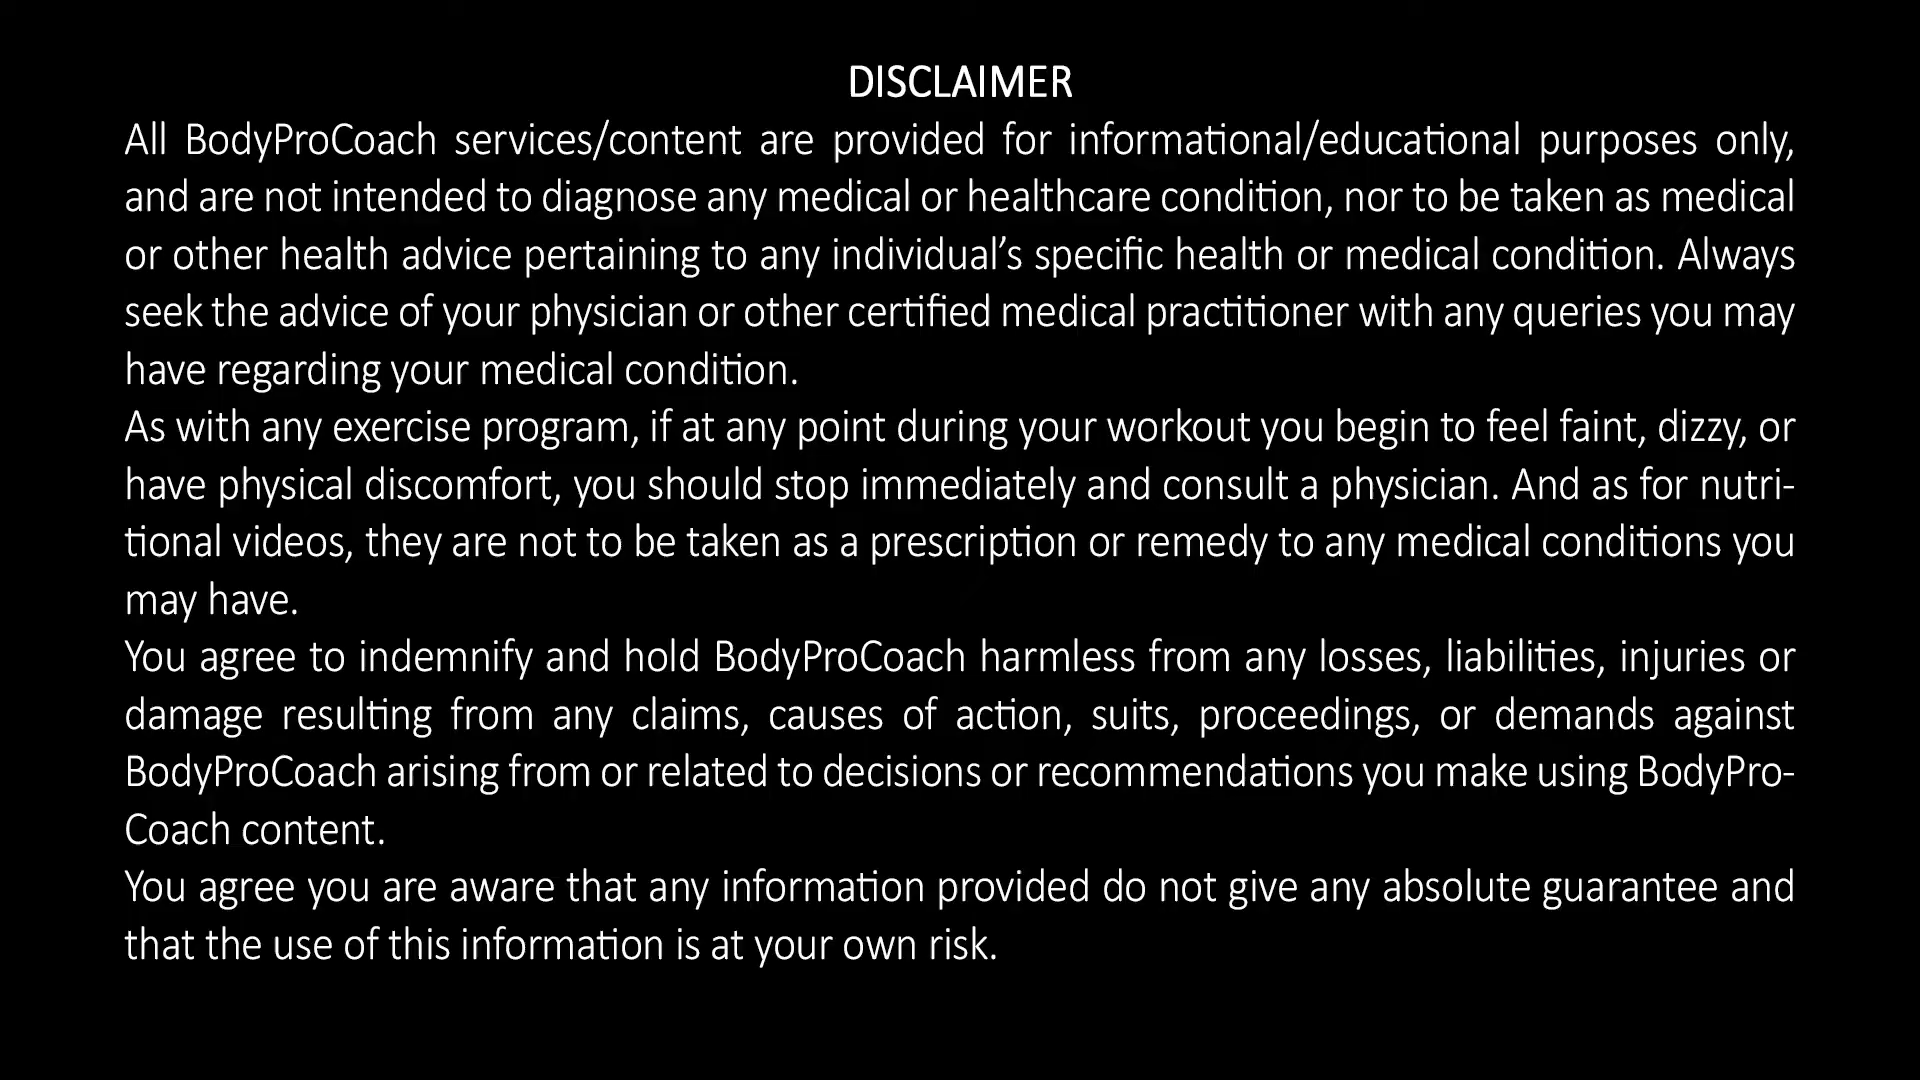 DISCLAIMER
All BodyProCoach services/content are provided for informational/educational purposes only,
and are not intended to diagnose any medical or healthcare condition, nor to be taken as medical
or other health advice pertaining to any individual’s specific health or medical condition. Always
seek the advice of your physician or other certified medical practitioner with any queries you may
have regarding your medical condition.
As with any exercise program, if at any point during your workout you begin to feel faint, dizzy, or
have physical discomfort, you should stop immediately and consult a physician. And as for nutri-
tional videos, they are not to be taken as a prescription or remedy to any medical conditions you
may have.
You agree to indemnify and hold BodyProCoach harmless from any losses, liabilities, injuries or
damage resulting from any claims, causes of action, suits, proceedings, or demands against
BodyProCoach arising from or related to decisions or recommendations you make using BodyPro-
Coach content.
You agree you are aware that any information provided do not give any absolute guarantee and
that the use of this information is at your own risk.